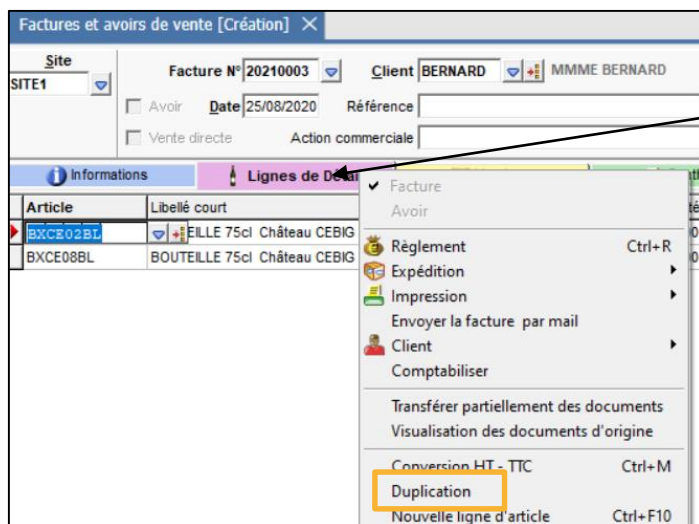 Factures et avoirs de vente [Création]
Site
SITE1
Facture N° 20210003
Client BERNARD
MMME BERNARD
Avoir
Date 25/08/2020
Référence
Vente directe
Action commerciale
Informations
Lignes de Détai
Article
Libellé court
BXCE02BL
EILLE 75cl Château CEBIG
BXCE08BL
BOUTEILLE 75cl Château CEBIG
Facture
Avoir
Règlement Ctrl+R
Expédition
Impression
Envoyer la facture par mail
Client
Comptabiliser
Transférer partiellement des documents
Visualisation des documents d'origine
Conversion HT - TTC Ctrl+M
Duplication
Nouvelle ligne d'article Ctrl+F10